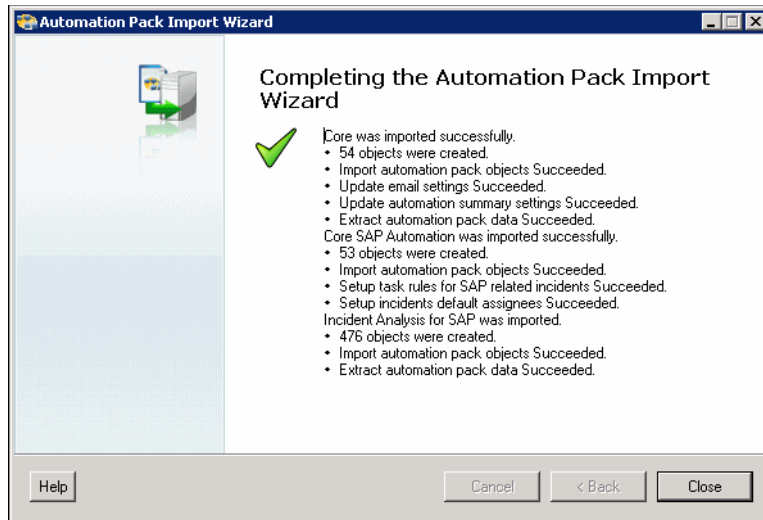 Automation Pack Import Wizard
Completing the Automation Pack Import
Wizard
Core was imported successfully.
• 54 objects were created.
• Import automation pack objects Succeeded.
• Update email settings Succeeded.
• Update automation summary settings Succeeded.
• Extract automation pack data Succeeded.
Core SAP Automation was imported successfully.
• 53 objects were created.
• Import automation pack objects Succeeded.
• Setup task rules for SAP related incidents Succeeded.
• Setup incidents default assignees Succeeded.
Incident Analysis for SAP was imported.
• 476 objects were created.
• Import automation pack objects Succeeded.
• Extract automation pack data Succeeded.
Help
Cancel
< Back
Close